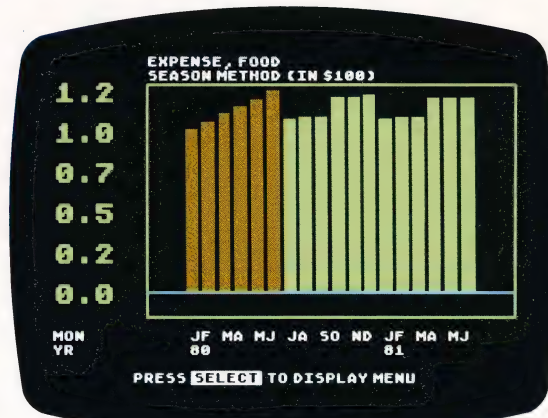 EXPENSE, FOOD
SEASON METHOD (IN $100)
1.2
1.0
0.7
0.5
0.2
0.0
MON JF MA MJ JA SO ND JF MA MJ
YR 80 81
PRESS SELECT TO DISPLAY MENU